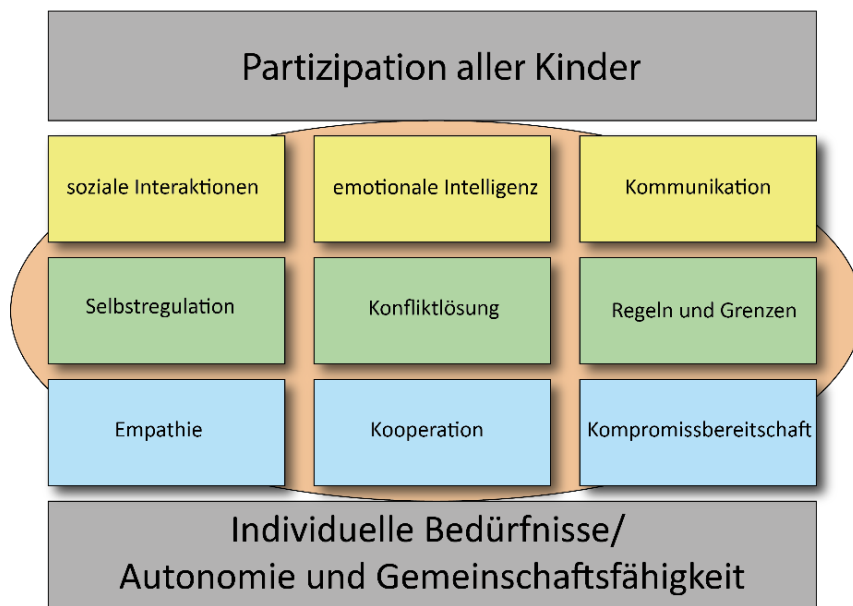 Partizipation aller Kinder
soziale Interaktionen
emotionale Intelligenz
Kommunikation
Selbstregulation
Konfliktlösung
Regeln und Grenzen
Empathie
Kooperation
Kompromissbereitschaft
Individuelle Bedürfnisse/
Autonomie und Gemeinschaftsfähigkeit